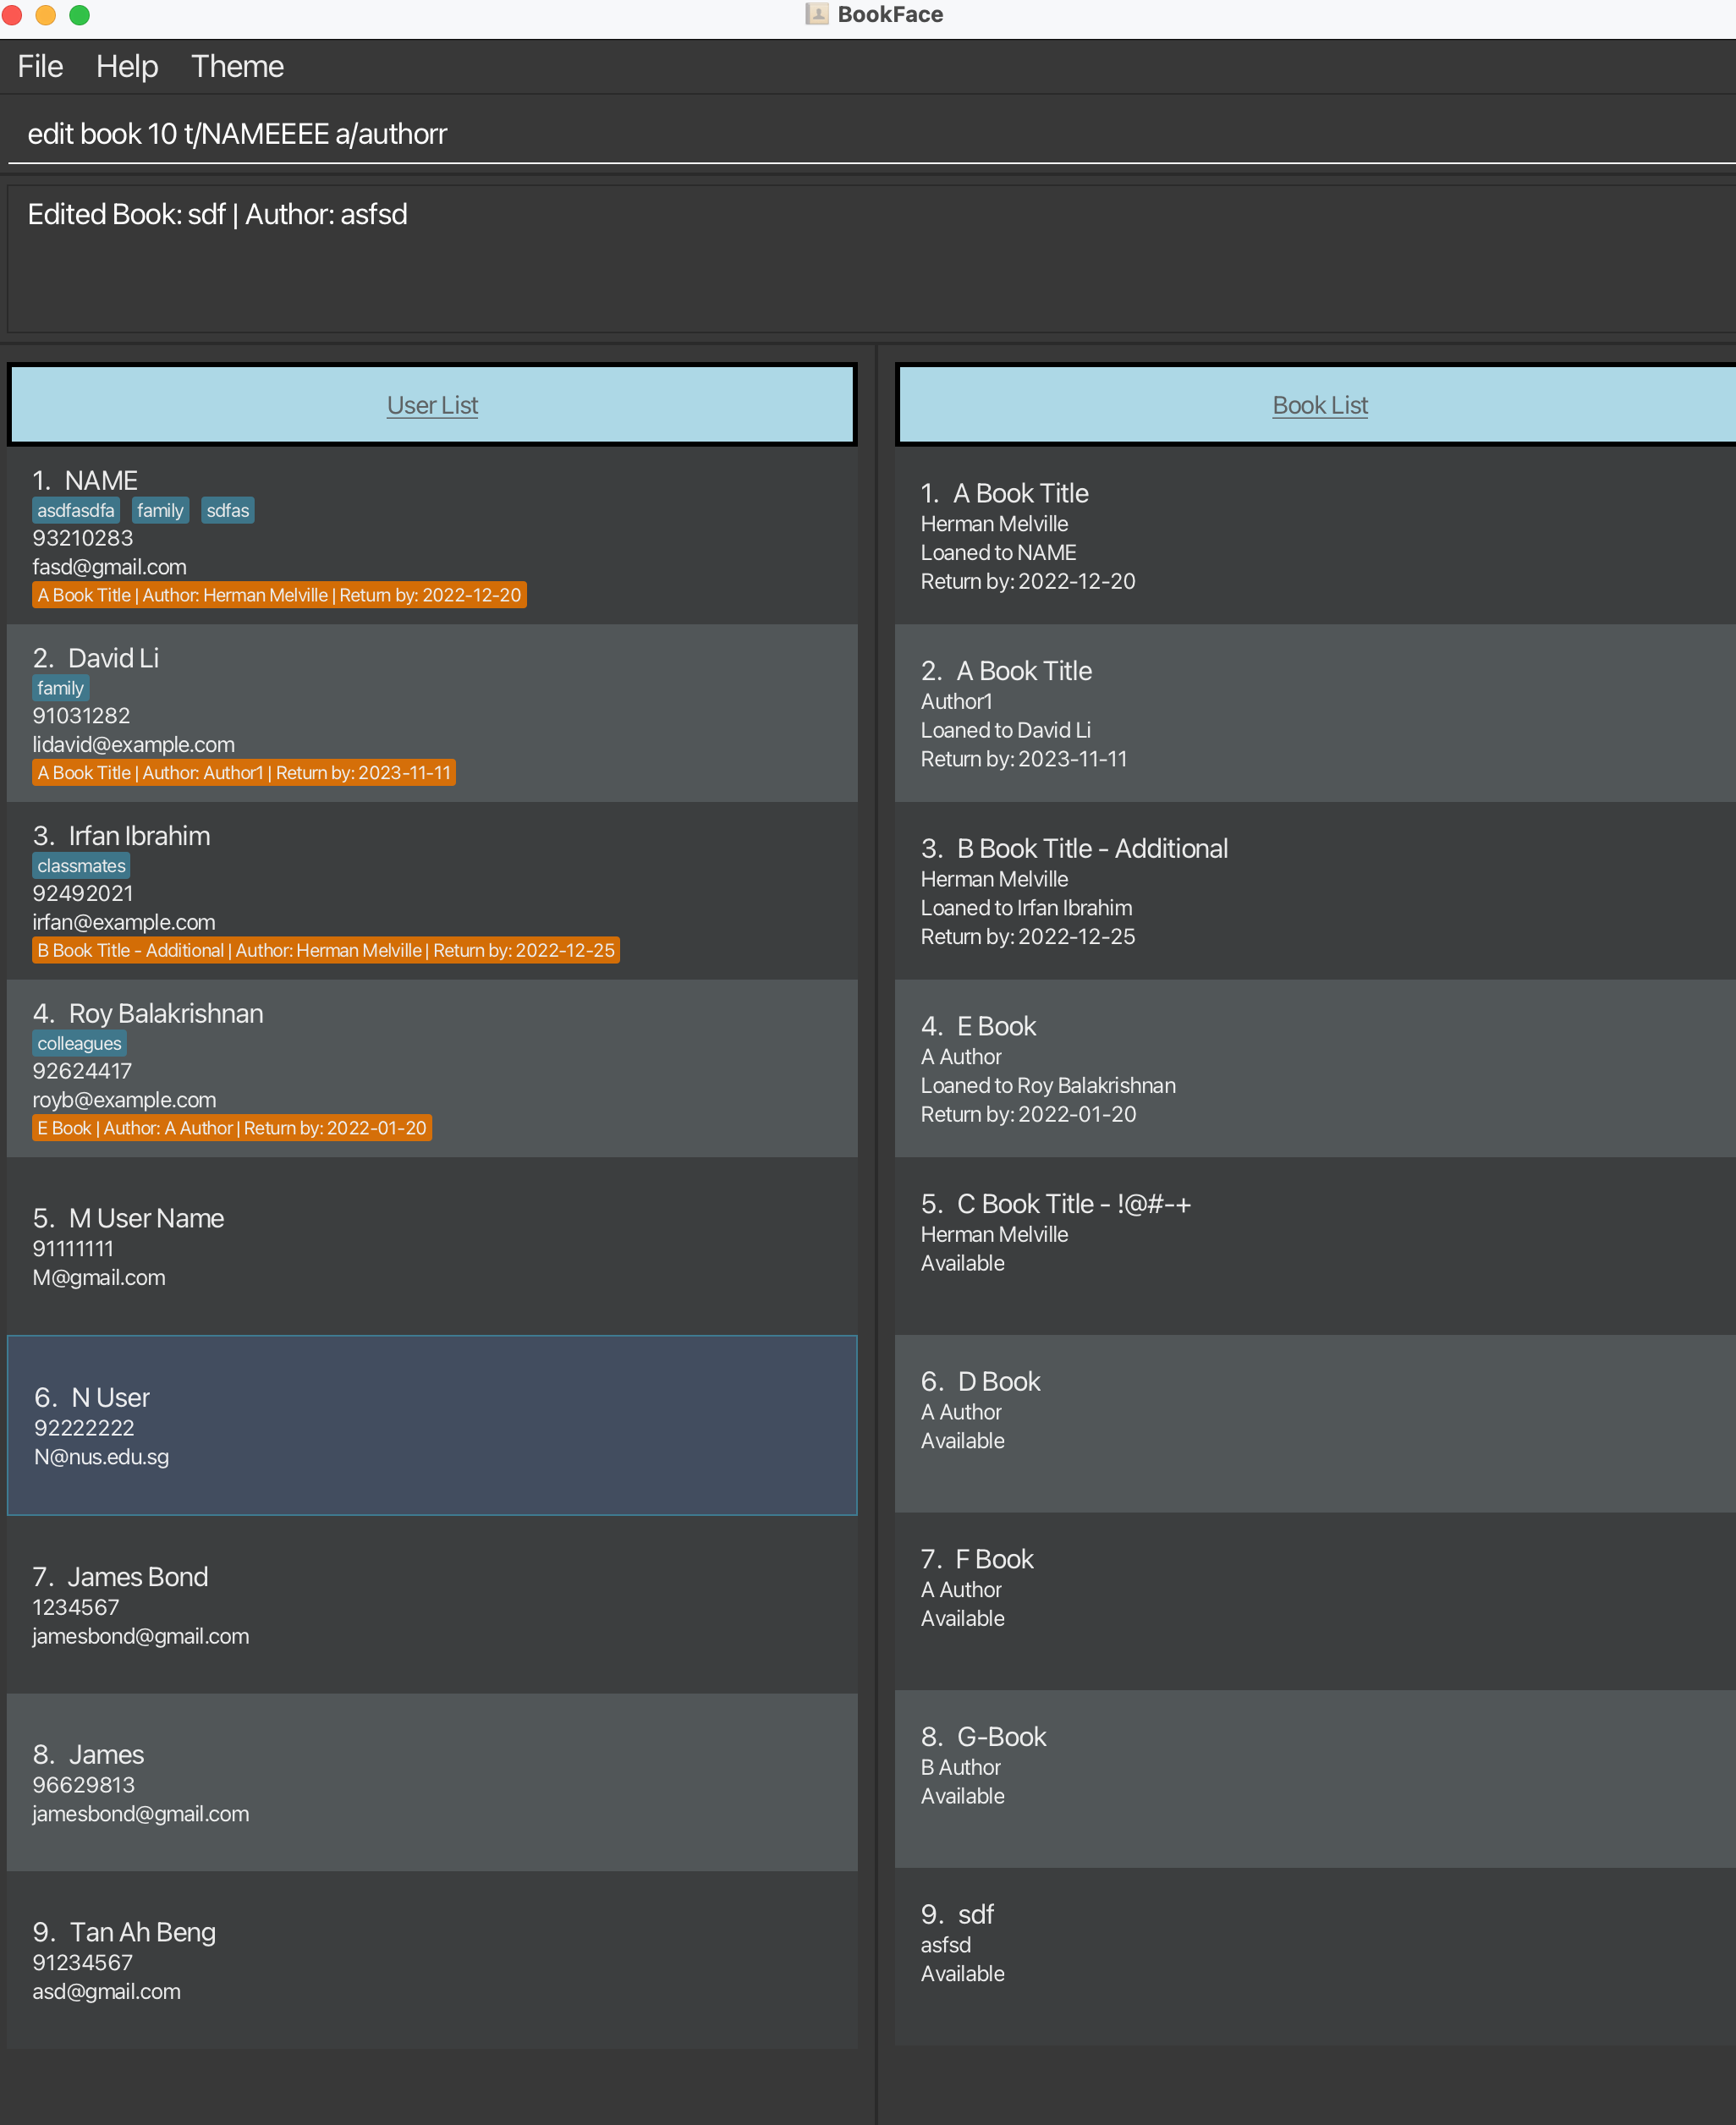 BookFace
File Help Theme
edit book 10 t/NAMEEEE a/authorr
Edited Book: sdf | Author: asfsd
User List
1. NAME
asdfasdfa family sdfas
93210283
fasd@gmail.com
A Book Title | Author: Herman Melville | Return by: 2022-12-20
2. David Li
family
91031282
lidavid@example.com
A Book Title | Author: Author1 | Return by: 2023-11-11
3. Irfan Ibrahim
classmates
92492021
irfan@example.com
B Book Title - Additional | Author: Herman Melville | Return by: 2022-12-25
4. Roy Balakrishnan
colleagues
92624417
royb@example.com
E Book | Author: A Author | Return by: 2022-01-20
5. M User Name
91111111
M@gmail.com
6. N User
92222222
N@nus.edu.sg
7. James Bond
1234567
jamesbond@gmail.com
8. James
96629813
jamesbond@gmail.com
9. Tan Ah Beng
91234567
asd@gmail.com
Book List
1. A Book Title
Herman Melville
Loaned to NAME
Return by: 2022-12-20
2. A Book Title
Author1
Loaned to David Li
Return by: 2023-11-11
3. B Book Title - Additional
Herman Melville
Loaned to Irfan Ibrahim
Return by: 2022-12-25
4. E Book
A Author
Loaned to Roy Balakrishnan
Return by: 2022-01-20
5. C Book Title - !@#-+
Herman Melville
Available
6. D Book
A Author
Available
7. F Book
A Author
Available
8. G-Book
B Author
Available
9. sdf
asfsd
Available